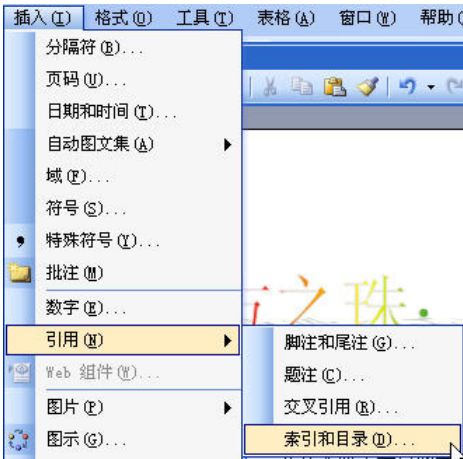 插入(I) 格式(O) 工具(T) 表格(A) 窗口(W) 帮助(
分隔符(B)...
页码(U)...
日期和时间(T)...
自动图文集(A)
域(F)...
符号(S)...
特殊符号(Y)...
批注(M)
之珠
数字(E)...
引用(N)
脚注和尾注(G)...
Web 组件(W)...
题注(C)...
图片(P)
交叉引用(R)...
图示(G)...
索引和目录(D)...